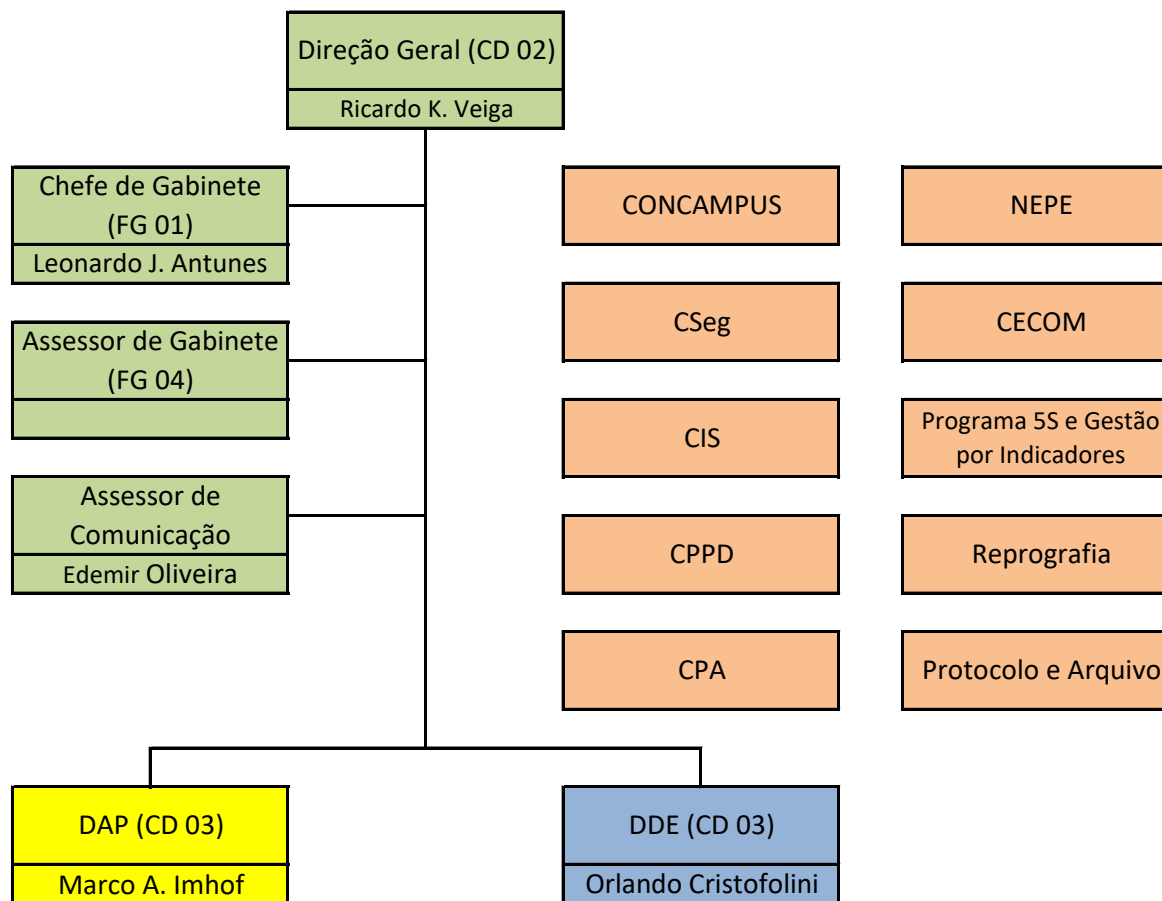 Direção Geral (CD 02)
Ricardo K. Veiga
Chefe de Gabinete
(FG 01)
Leonardo J. Antunes
Assessor de Gabinete
(FG 04)
Assessor de
Comunicação
Edemir Oliveira
CONCAMPUS
NEPE
CSeg
CECOM
CIS
Programa 5S e Gestão
por Indicadores
CPPD
Reprografia
CPA
Protocolo e Arquivo
DAP (CD 03)
Marco A. Imhof
DDE (CD 03)
Orlando Cristofolini